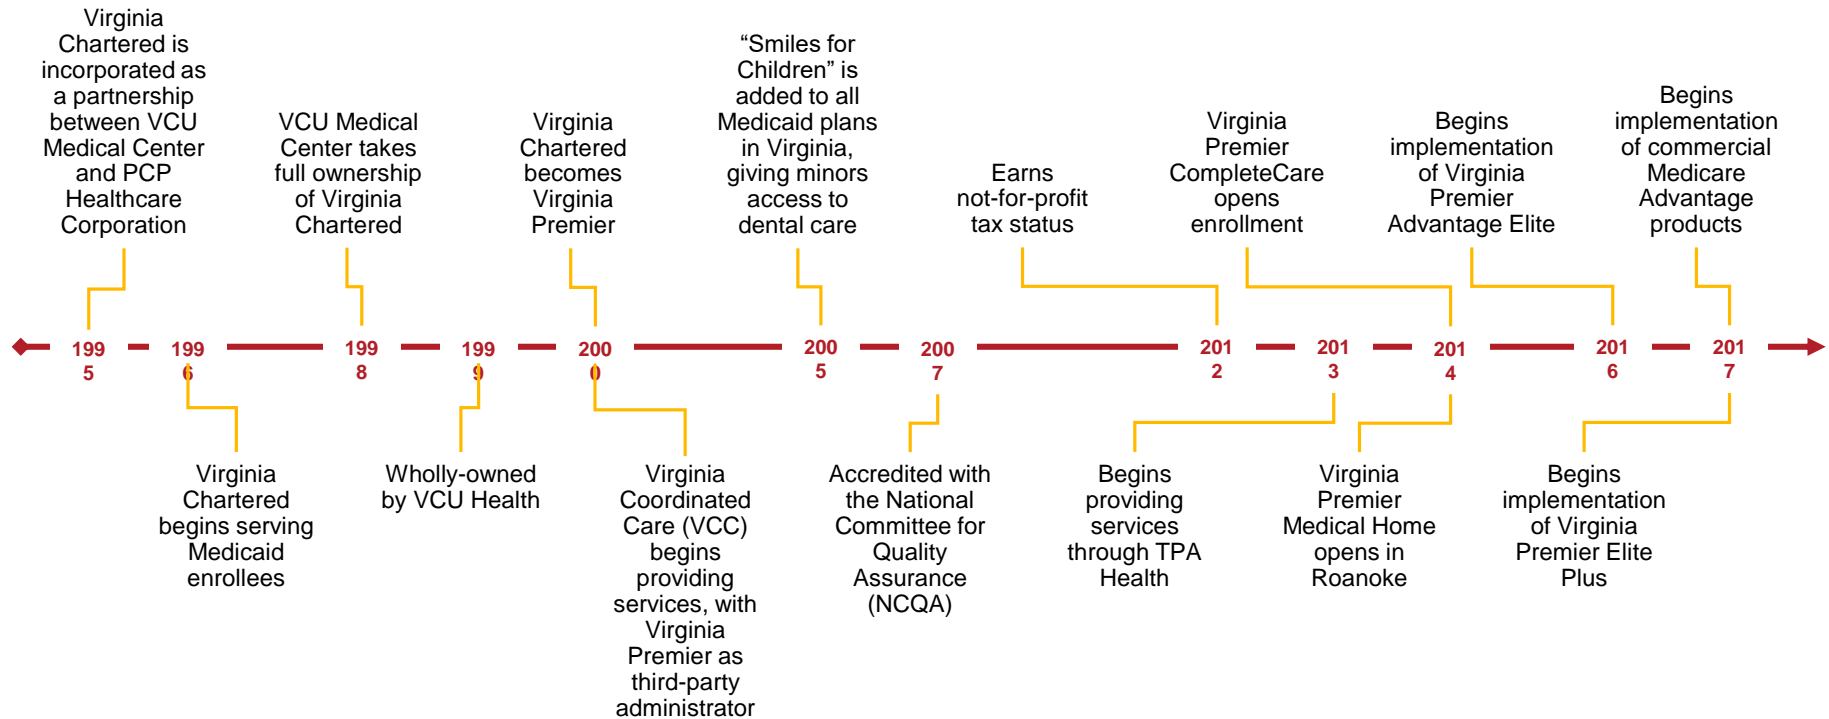 Virginia
Chartered is
incorporated as
a partnership
between VCU
Medical Center
and PCP
Healthcare
Corporation
VCU Medical
Center takes
full ownership
of Virginia
Chartered
Virginia
Chartered
becomes
Virginia
Premier
“Smiles for
Children” is
added to all
Medicaid plans
in Virginia,
giving minors
access to
dental care
Earns
not-for-profit
tax status
Virginia
Premier
CompleteCare
opens
enrollment
Begins
implementation
of Virginia
Premier
Advantage Elite
Begins
implementation
of commercial
Medicare
Advantage
products
199
5
199
6
199
8
199
9
200
0
200
5
200
7
201
2
201
3
201
4
201
6
201
7
Virginia
Chartered
begins serving
Medicaid
enrollees
Wholly-owned
by VCU Health
Virginia
Coordinated
Care (VCC)
begins
providing
services, with
Virginia
Premier as
third-party
administrator
Accredited with
the National
Committee for
Quality
Assurance
(NCQA)
Begins
providing
services
through TPA
Health
Virginia
Premier
Medical Home
opens in
Roanoke
Begins
implementation
of Virginia
Premier Elite
Plus